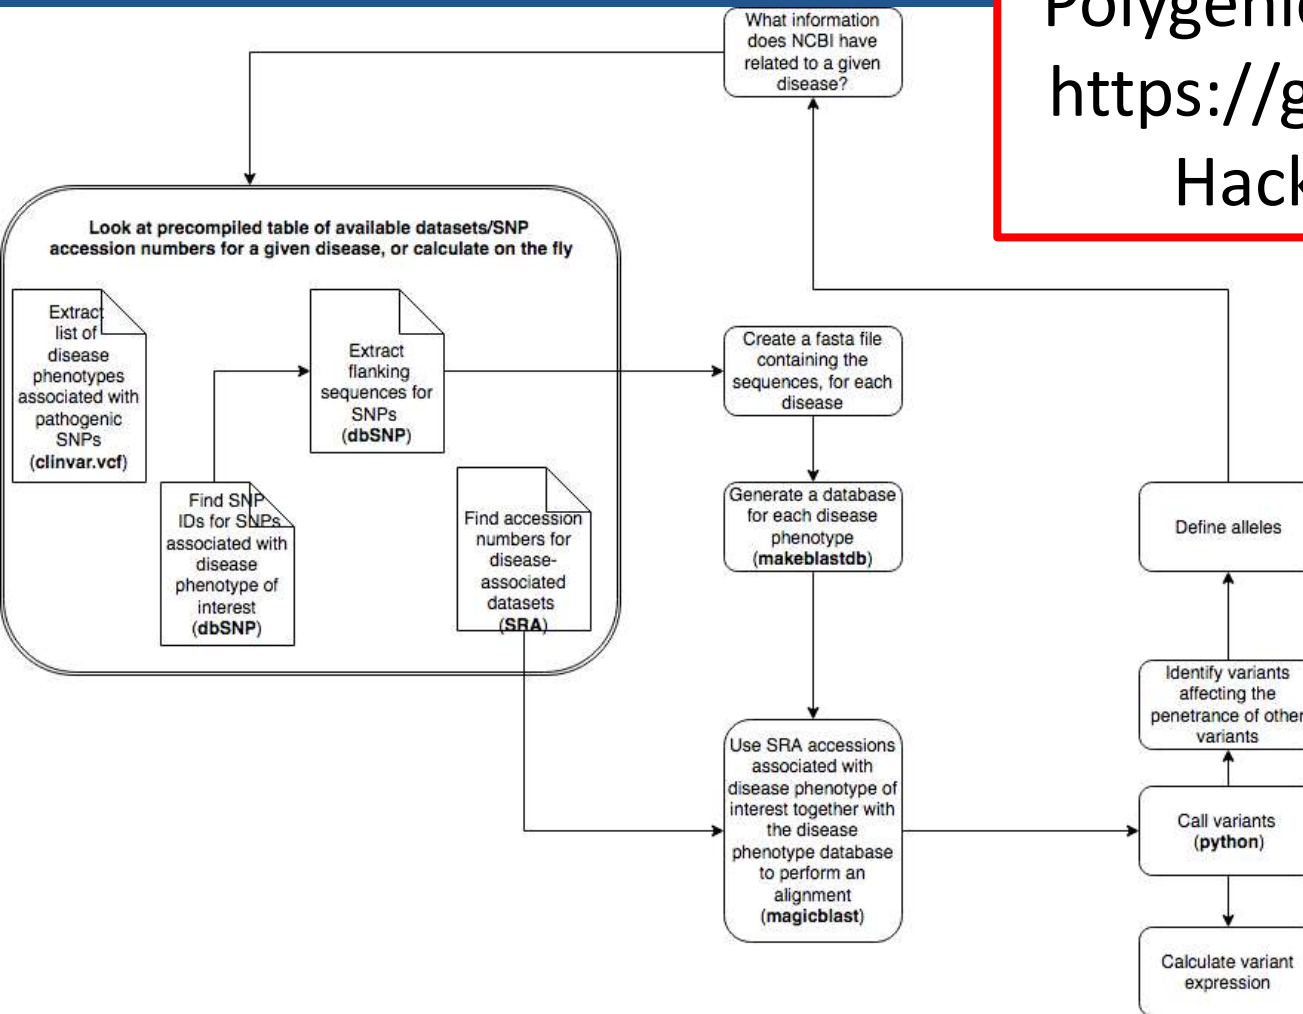 What information
does NCBI have
related to a given
disease?
Polygenic
https://g
Hack
Look at precompiled table of available datasets/SNP
accession numbers for a given disease, or calculate on the fly
Extract
list of
disease
phenotypes
associated with
pathogenic
SNPs
(clinvar.vcf)
Find SNP
IDs for SNPs
associated with
disease
phenotype of
interest
(dbSNP)
Extract
flanking
sequences for
SNPs
(dbSNP)
Find accession
numbers for
disease-
associated
datasets
(SRA)
Create a fasta file
containing the
sequences, for each
disease
Generate a database
for each disease
phenotype
(makeblastdb)
Use SRA accessions
associated with
disease phenotype of
interest together with
the disease
phenotype database
to perform an
alignment
(magicblast)
Define alleles
Identify variants
affecting the
penetrance of other
variants
Call variants
(python)
Calculate variant
expression